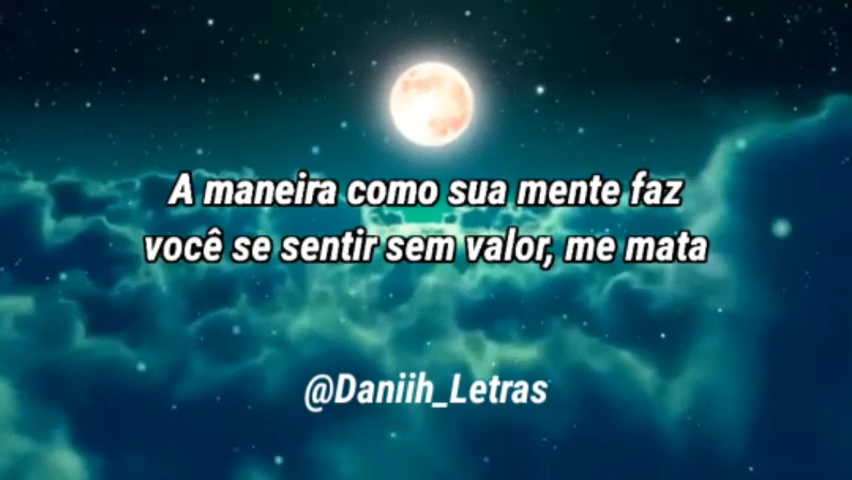 A maneira como sua mente faz
você se sentir sem valor, me mata
@Daniih_Letras